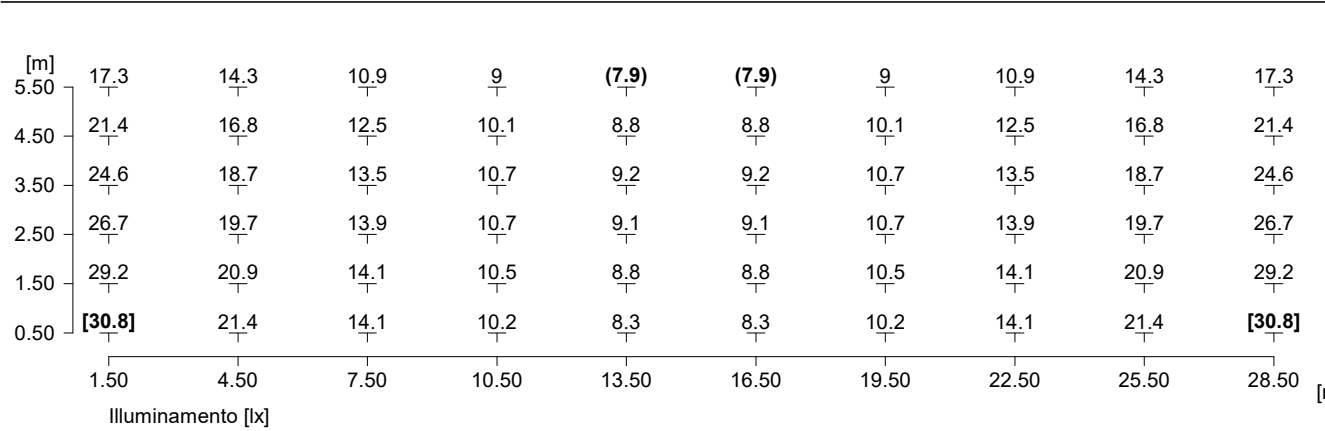 [m]
17.3 14.3 10.9 9 (7.9) (7.9) 9 10.9 14.3 17.3
5.50
21.4 16.8 12.5 10.1 8.8 8.8 10.1 12.5 16.8 21.4
4.50
24.6 18.7 13.5 10.7 9.2 9.2 10.7 13.5 18.7 24.6
3.50
26.7 19.7 13.9 10.7 9.1 9.1 10.7 13.9 19.7 26.7
2.50
29.2 20.9 14.1 10.5 8.8 8.8 10.5 14.1 20.9 29.2
1.50
[30.8] 21.4 14.1 10.2 8.3 8.3 10.2 14.1 21.4 [30.8]
0.50
1.50 4.50 7.50 10.50 13.50 16.50 19.50 22.50 25.50 28.50
Illuminamento [lx]